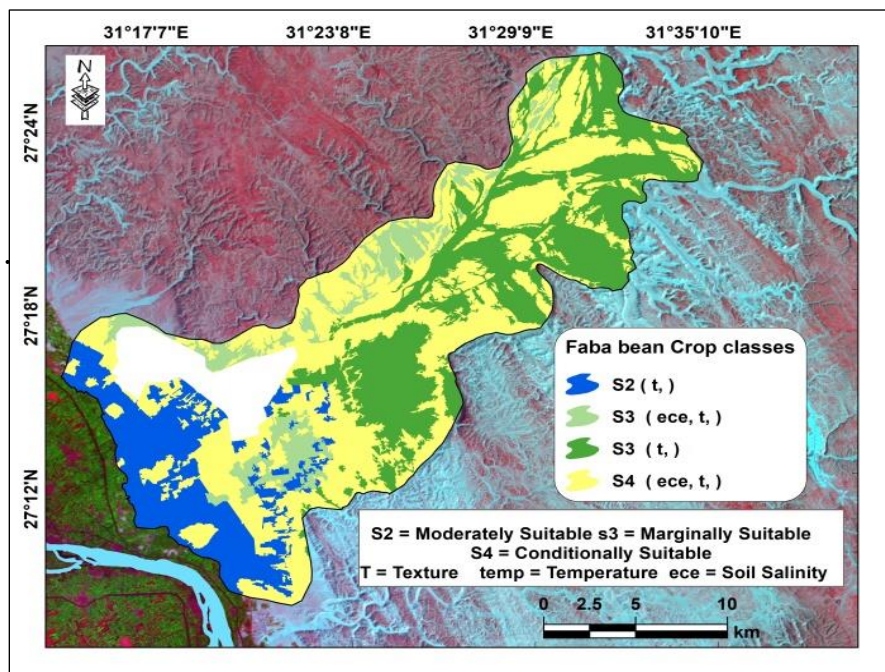 31°17'7"E 31°23'8"E 31°29'9"E 31°35'10"E
N
27°24'N
27°18'N
27°12'N
Faba bean Crop classes
S2 ( t, )
S3 ( ece, t, )
S3 ( t, )
S4 ( ece, t, )
S2 = Moderately Suitable s3 = Marginally Suitable
S4 = Conditionally Suitable
T = Texture temp = Temperature ece = Soil Salinity
0 2.5 5 10
km